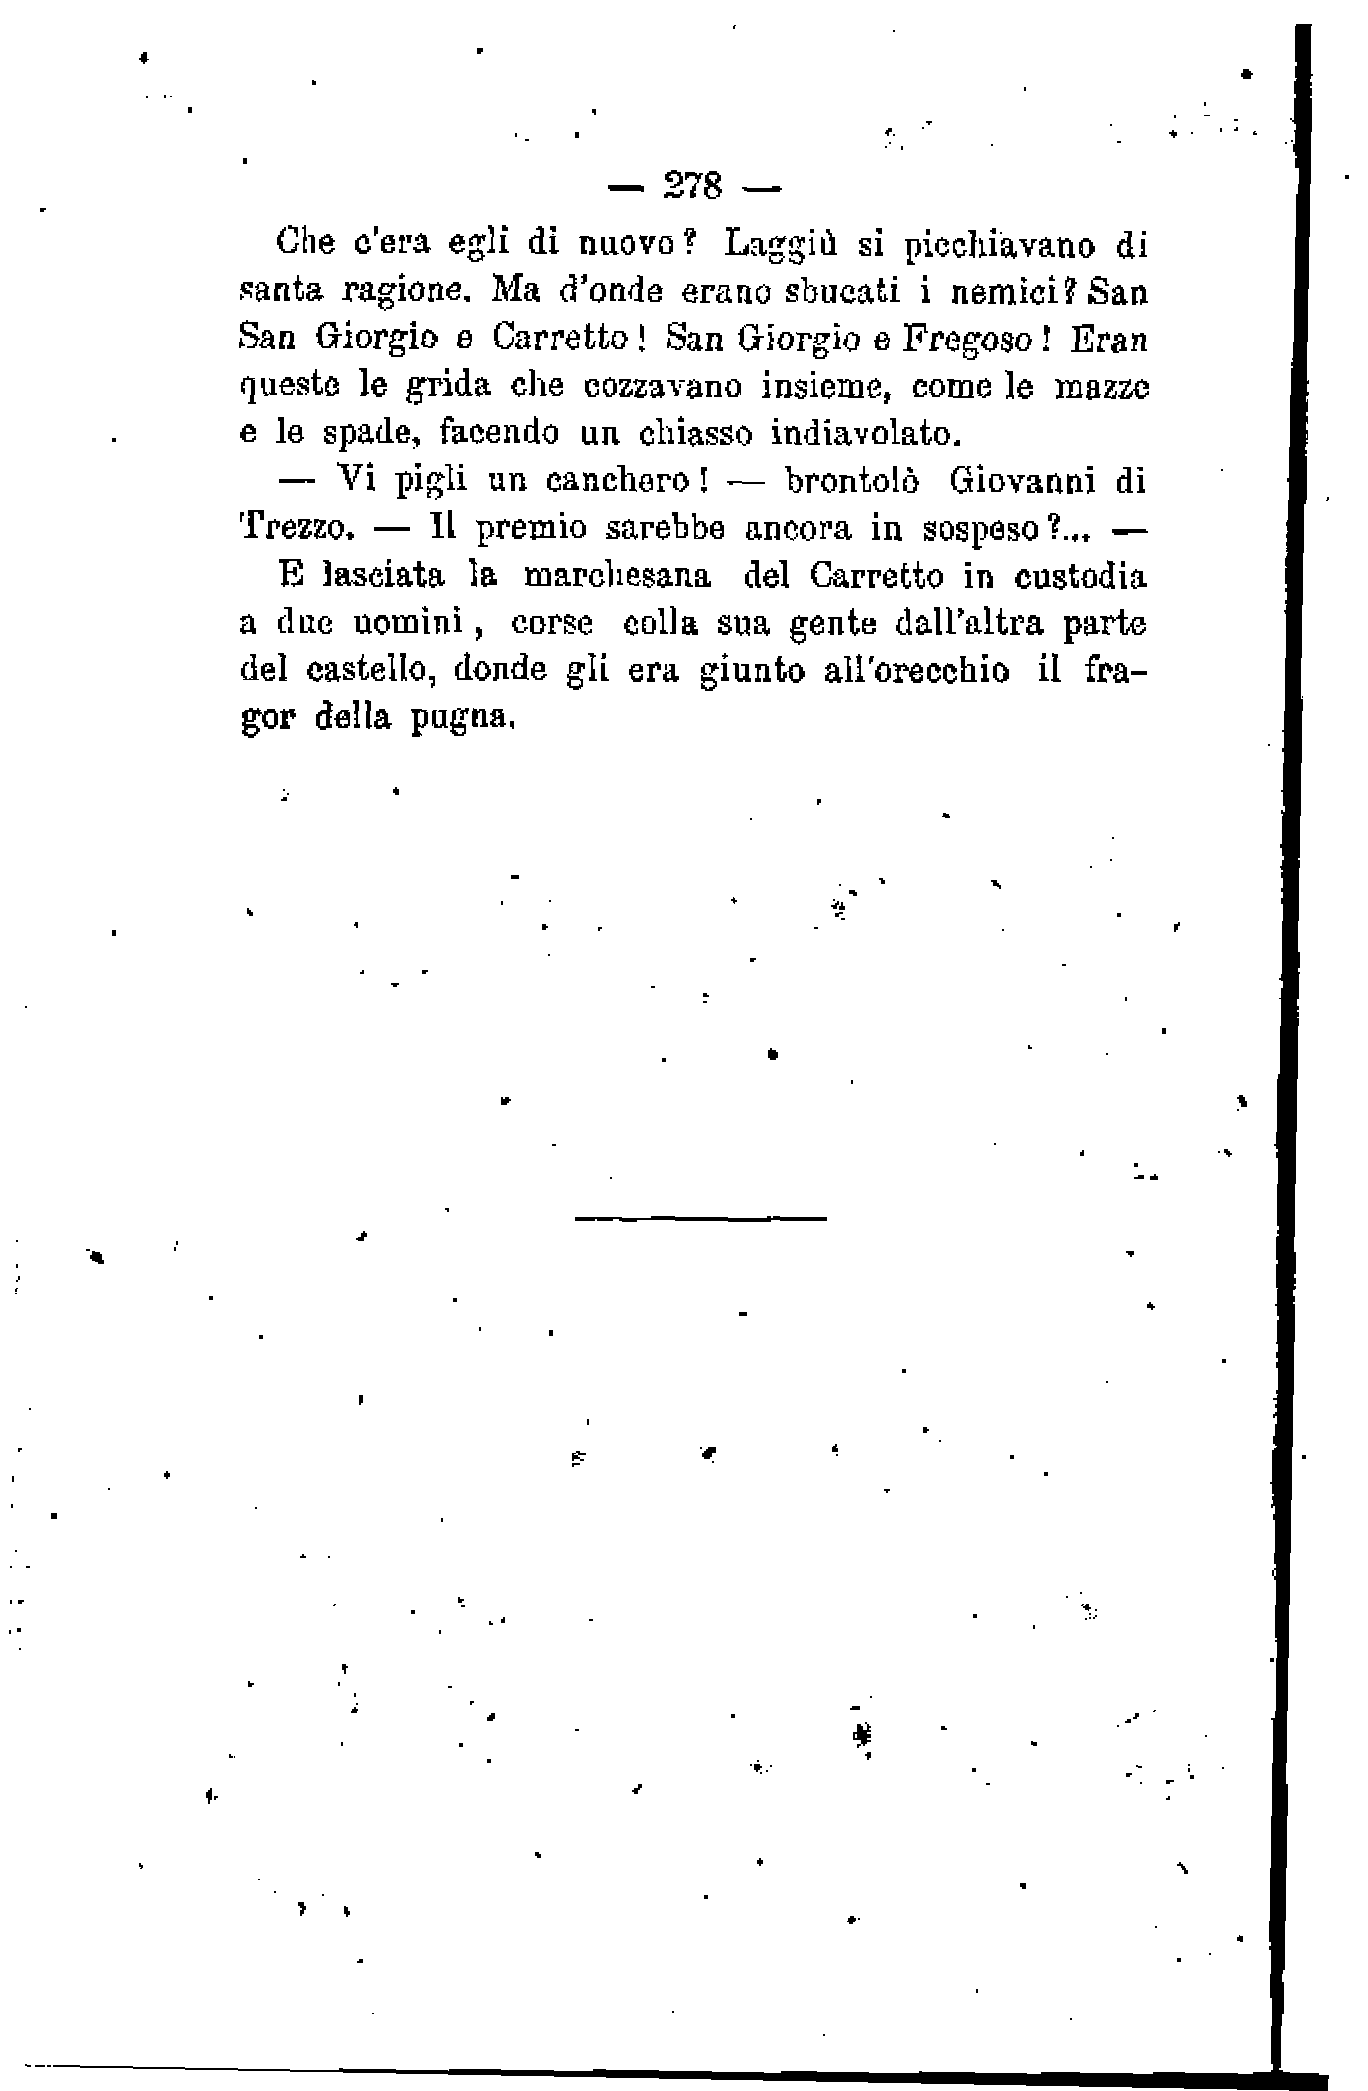 — 278 —
Che c'era egli di nuovo? Laggiù si picchiavano di
santa ragione. Ma d'onde erano sbucati i nemici? San
San Giorgio e Carretto! San Giorgio e Fregoso! Eran
queste le grida che cozzavano insieme, come le mazze
e le spade, facendo un chiasso indiavolato.
— Vi pigli un canchero! — brontolò Giovanni di
Trezzo. — Il premio sarebbe ancora in sospeso?... —
E lasciata la marchesana del Carretto in custodia
a due uomini, corse colla sua gente dall'altra parte
del castello, donde gli era giunto all'orecchio il fra-
gor della pugna.